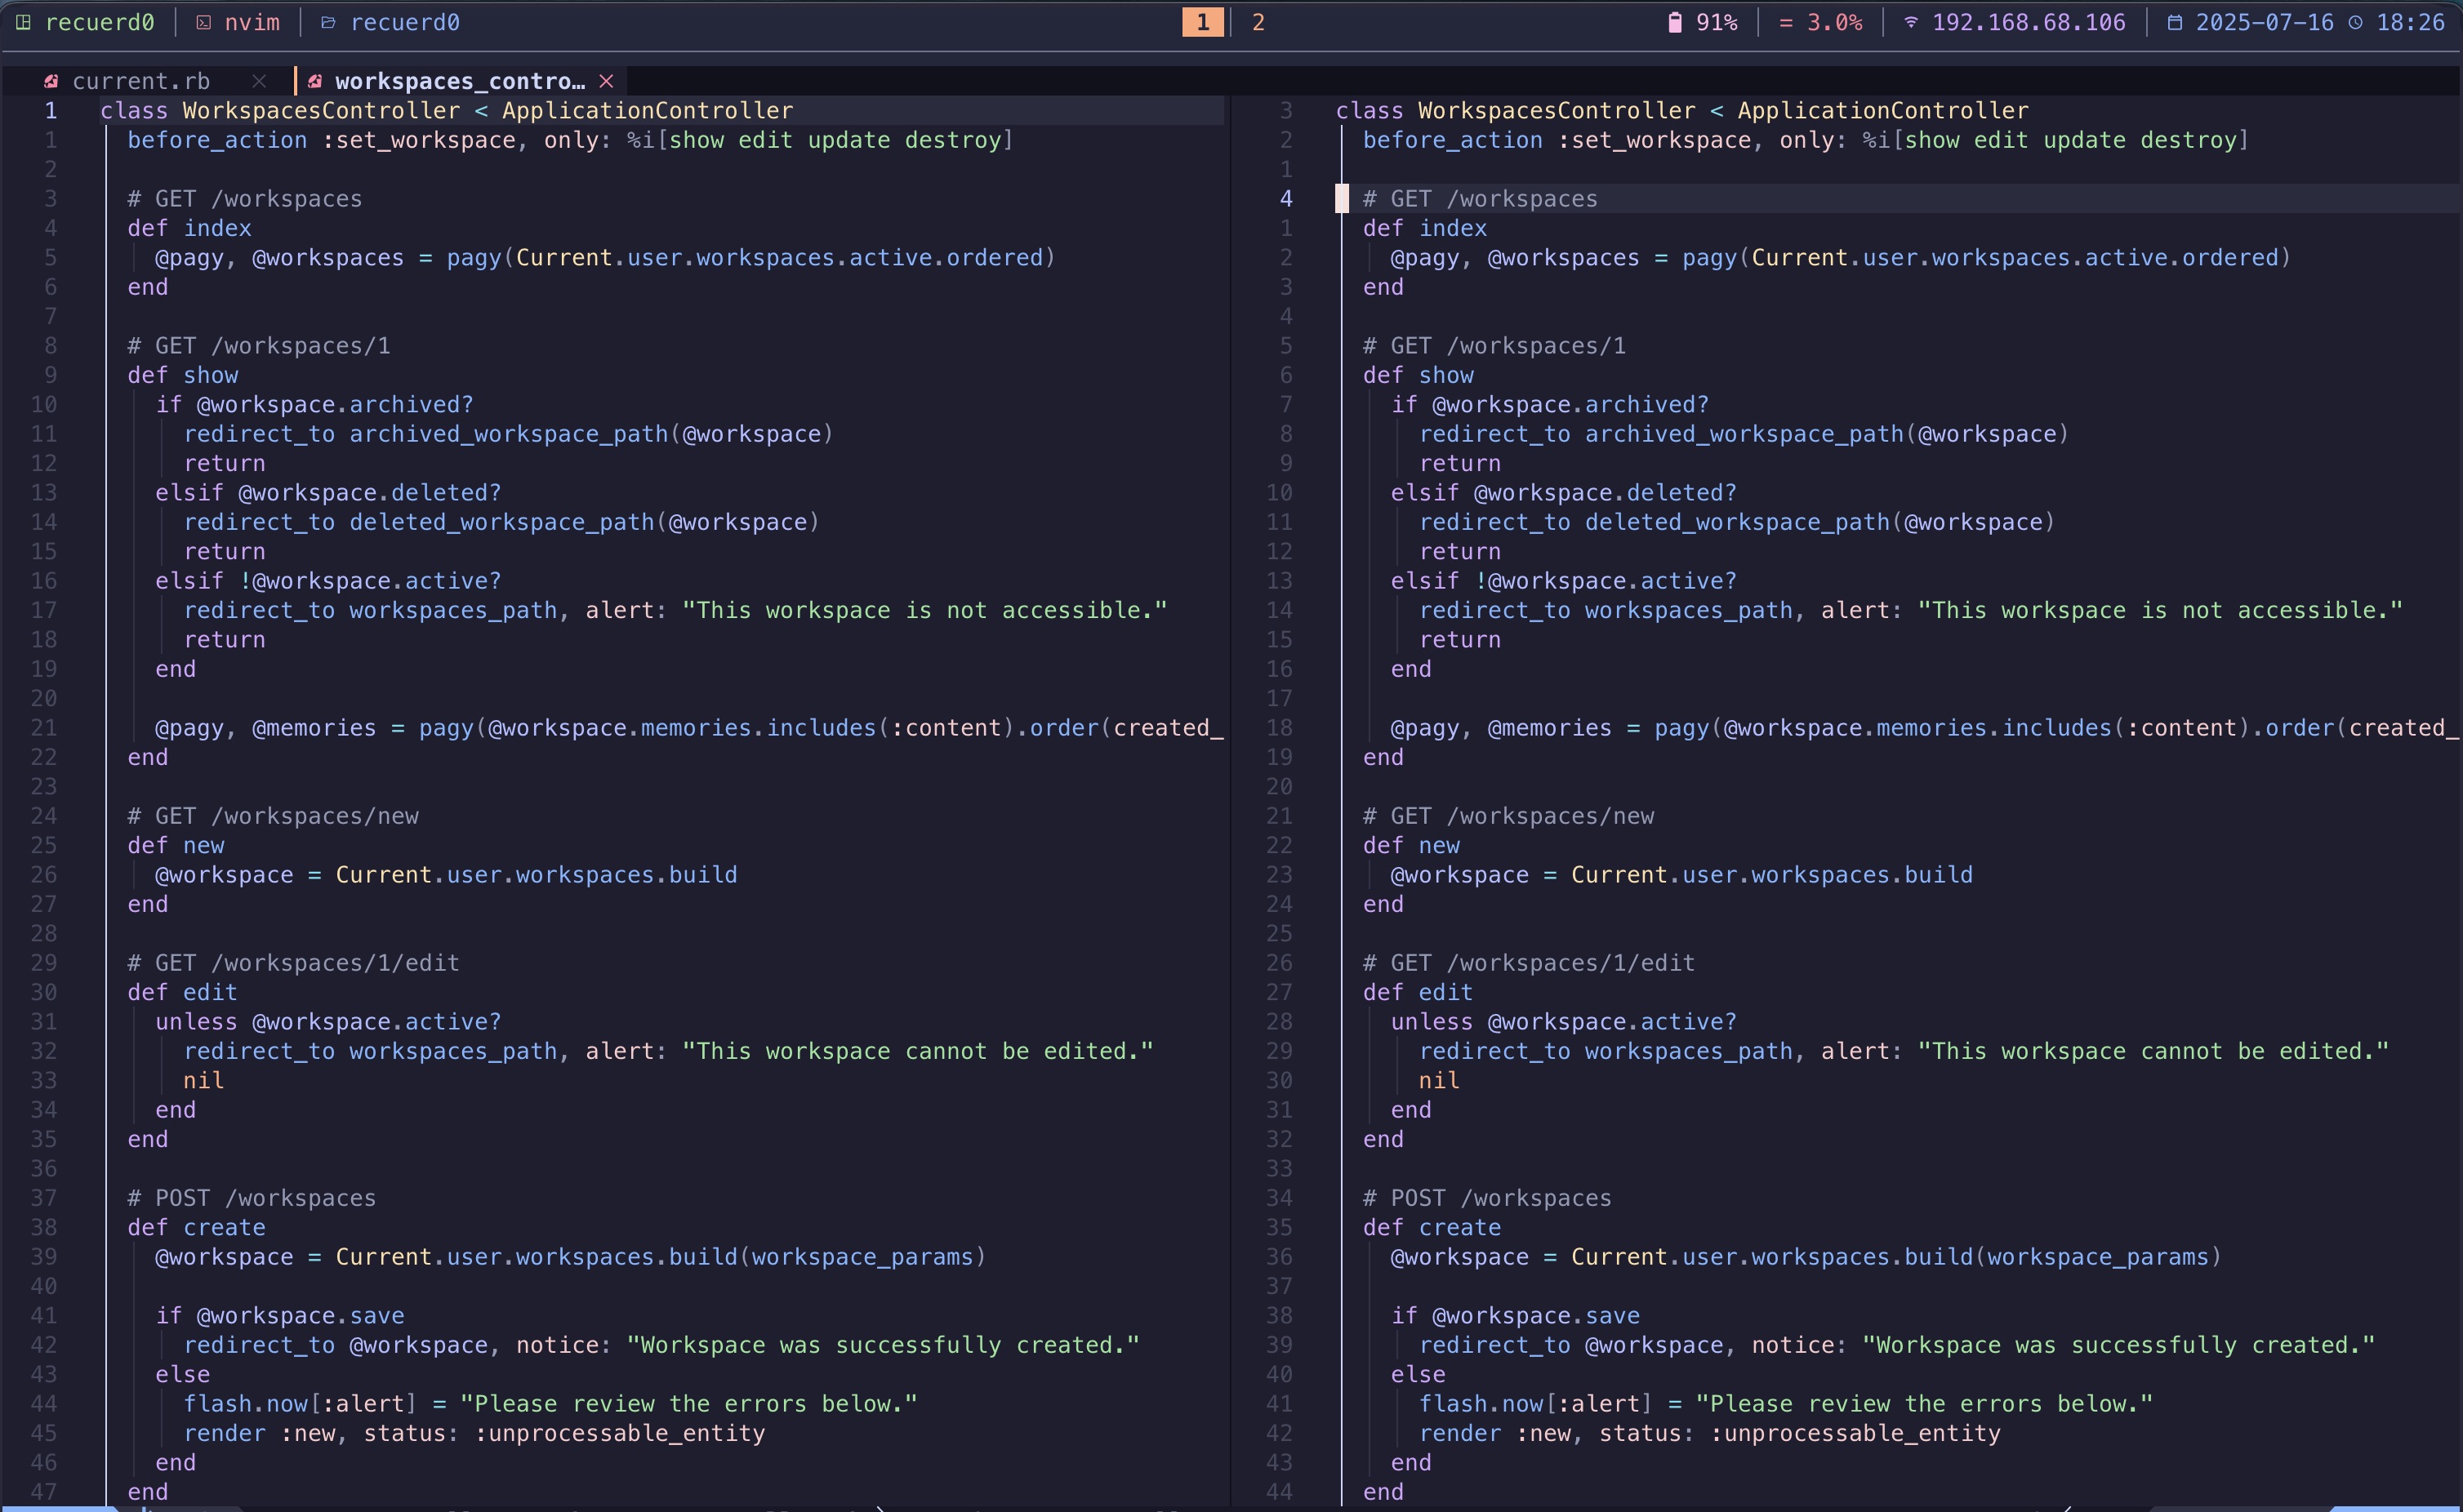 recuerd0 nvim recuerd0 1 2 91% = 3.0% 192.168.68.106 2025-07-16 18:26
current.rb workspaces_contro…
1 class WorkspacesController < ApplicationController
1 before_action :set_workspace, only: %i[show edit update destroy]
2
3 # GET /workspaces
4 def index
5 @pagy, @workspaces = pagy(Current.user.workspaces.active.ordered)
6 end
7
8 # GET /workspaces/1
9 def show
10 if @workspace.archived?
11 redirect_to archived_workspace_path(@workspace)
12 return
13 elsif @workspace.deleted?
14 redirect_to deleted_workspace_path(@workspace)
15 return
16 elsif !@workspace.active?
17 redirect_to workspaces_path, alert: "This workspace is not accessible."
18 return
19 end
20
21 @pagy, @memories = pagy(@workspace.memories.includes(:content).order(created_
22 end
23
24 # GET /workspaces/new
25 def new
26 @workspace = Current.user.workspaces.build
27 end
28
29 # GET /workspaces/1/edit
30 def edit
31 unless @workspace.active?
32 redirect_to workspaces_path, alert: "This workspace cannot be edited."
33 nil
34 end
35 end
36
37 # POST /workspaces
38 def create
39 @workspace = Current.user.workspaces.build(workspace_params)
40
41 if @workspace.save
42 redirect_to @workspace, notice: "Workspace was successfully created."
43 else
44 flash.now[:alert] = "Please review the errors below."
45 render :new, status: :unprocessable_entity
46 end
47 end
3 class WorkspacesController < ApplicationController
2 before_action :set_workspace, only: %i[show edit update destroy]
1
4 # GET /workspaces
1 def index
2 @pagy, @workspaces = pagy(Current.user.workspaces.active.ordered)
3 end
4
5 # GET /workspaces/1
6 def show
7 if @workspace.archived?
8 redirect_to archived_workspace_path(@workspace)
9 return
10 elsif @workspace.deleted?
11 redirect_to deleted_workspace_path(@workspace)
12 return
13 elsif !@workspace.active?
14 redirect_to workspaces_path, alert: "This workspace is not accessible."
15 return
16 end
17
18 @pagy, @memories = pagy(@workspace.memories.includes(:content).order(created_
19 end
20
21 # GET /workspaces/new
22 def new
23 @workspace = Current.user.workspaces.build
24 end
25
26 # GET /workspaces/1/edit
27 def edit
28 unless @workspace.active?
29 redirect_to workspaces_path, alert: "This workspace cannot be edited."
30 nil
31 end
32 end
33
34 # POST /workspaces
35 def create
36 @workspace = Current.user.workspaces.build(workspace_params)
37
38 if @workspace.save
39 redirect_to @workspace, notice: "Workspace was successfully created."
40 else
41 flash.now[:alert] = "Please review the errors below."
42 render :new, status: :unprocessable_entity
43 end
44 end